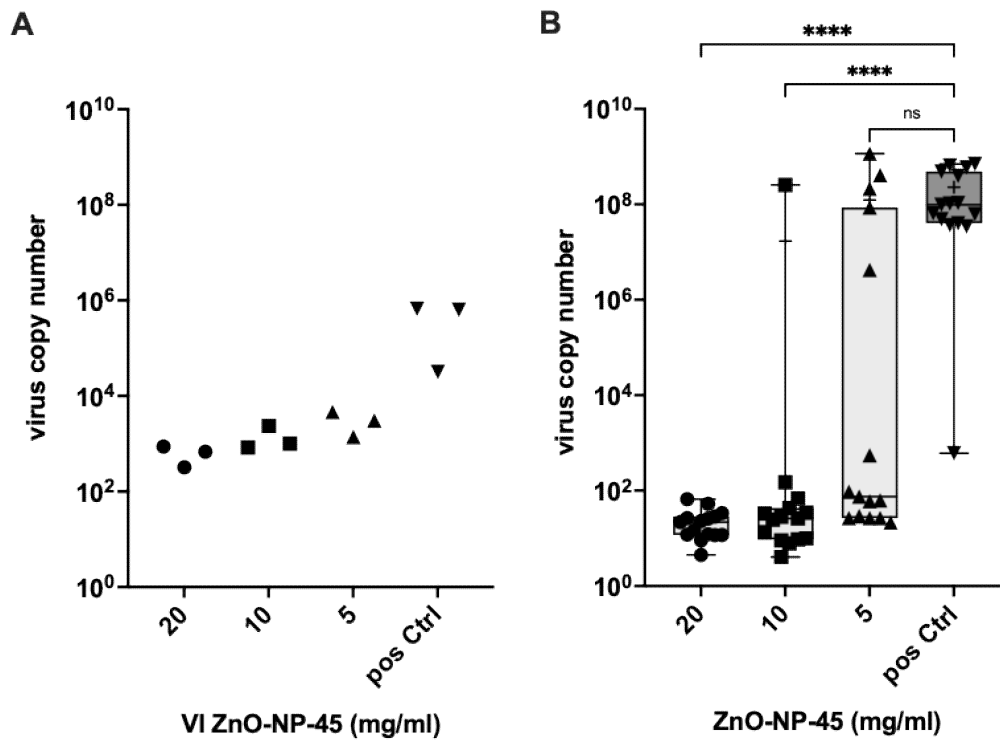 A
virus copy number
10^10
10^8
10^6
10^4
10^2
10^0
20
10
5
pos Ctrl
VI ZnO-NP-45 (mg/ml)
B
****
****
ns
virus copy number
10^10
10^8
10^6
10^4
10^2
10^0
20
10
5
pos Ctrl
ZnO-NP-45 (mg/ml)